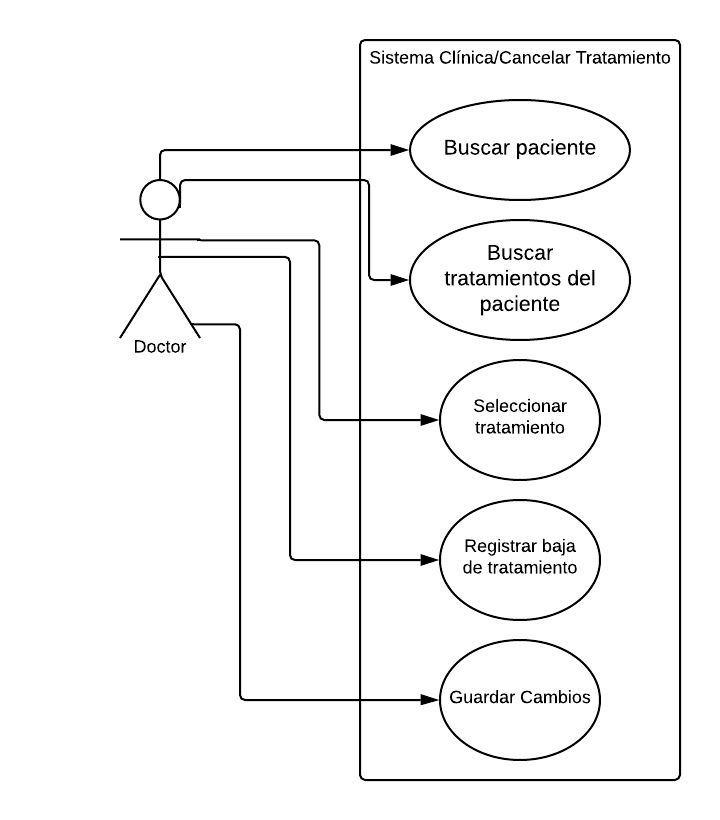 Sistema Clínica/Cancelar Tratamiento
Buscar paciente
Buscar
tratamientos del
paciente
Doctor
Seleccionar
tratamiento
Registrar baja
de tratamiento
Guardar Cambios